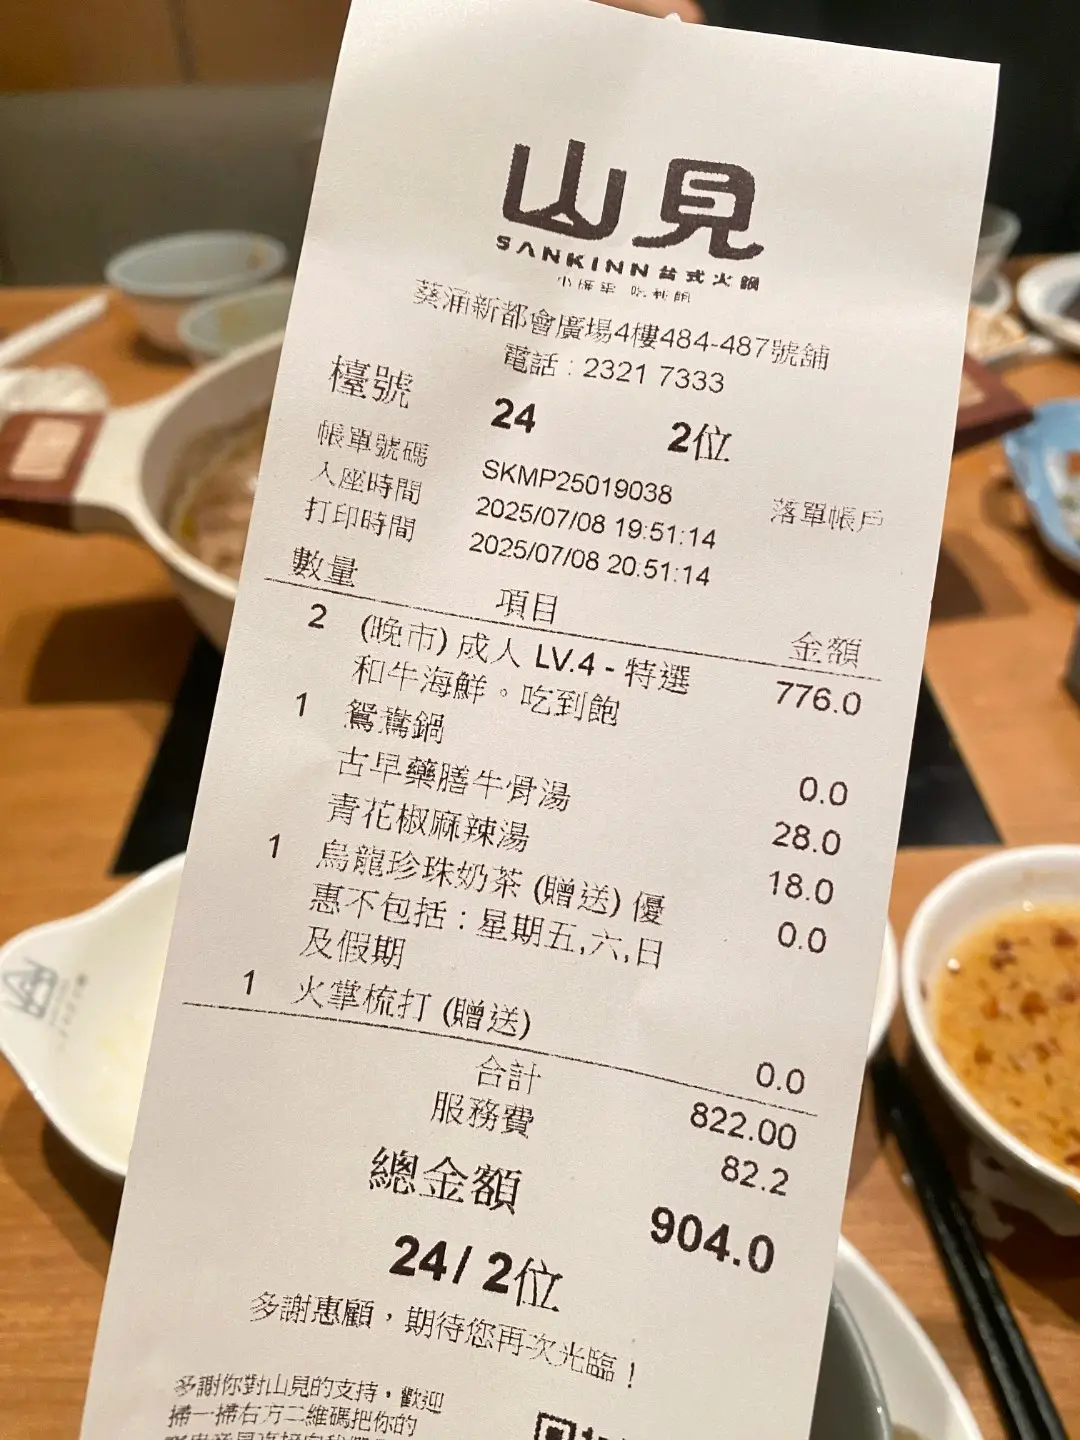 山見
SANKINN 台式火鍋
葵涌新都會廣場4樓484-487號舖
電話：2321 7333
檯號 24 2位
帳單號碼 SKMP25019038 落單帳戶
入座時間 2025/07/08 19:51:14
打印時間 2025/07/08 20:51:14
數量 項目 金額
2 (晚市) 成人 LV.4 - 特選 776.0
和牛海鮮。吃到飽
1 鴛鴦鍋 0.0
古早藥膳牛骨湯 28.0
青花椒麻辣湯 18.0
1 烏龍珍珠奶茶 (贈送) 優 0.0
惠不包括：星期五,六,日
及假期
1 火掌梳打 (贈送) 0.0
合計 822.00
服務費 82.2
總金額 904.0
24/ 2位
多謝惠顧，期待您再次光臨！
多謝你對山見的支持，歡迎
掃一掃右方二維碼把你的